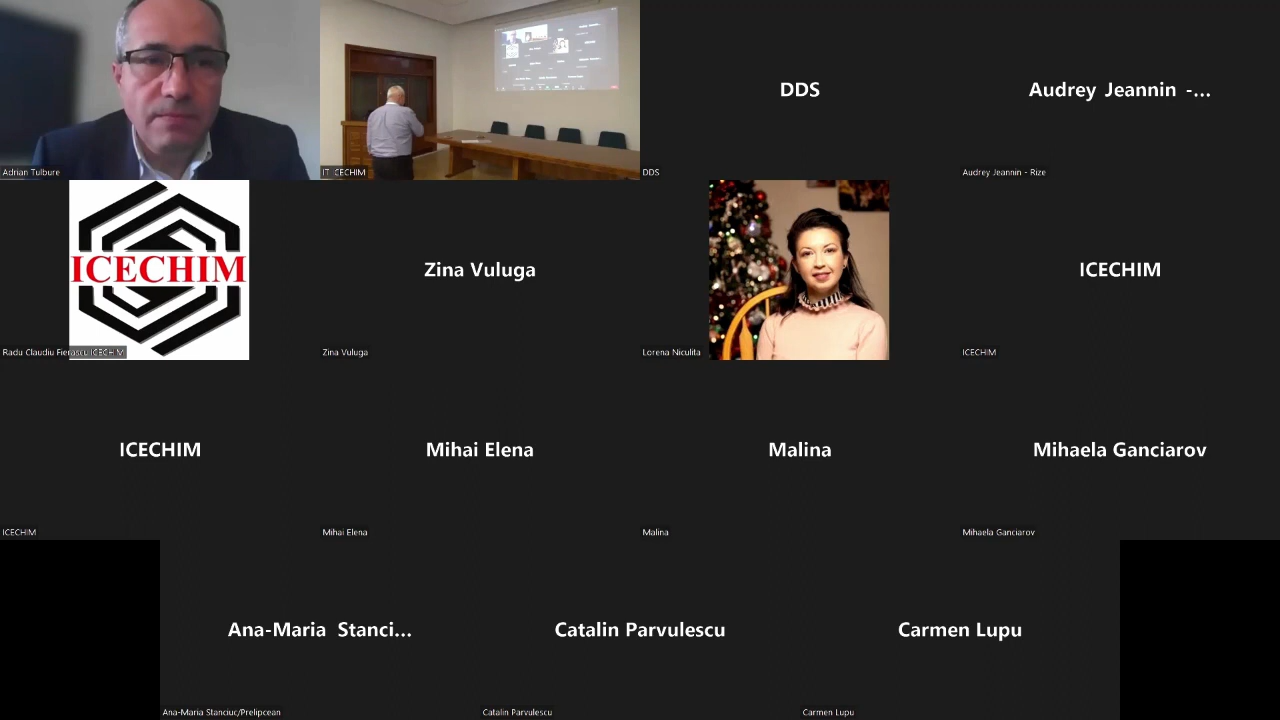 Adrian Tulbure
IT ICECHIM
DDS
DDS
Audrey Jeannin -...
Audrey Jeannin - Rize
ICECHIM
Radu Claudiu Fierascu ICECHIM
Zina Vuluga
Zina Vuluga
Lorena Niculita
ICECHIM
ICECHIM
ICECHIM
ICECHIM
Mihai Elena
Mihai Elena
Malina
Malina
Mihaela Ganciarov
Mihaela Ganciarov
Ana-Maria Stanci...
Ana-Maria Stanciuc/Prelipcean
Catalin Parvulescu
Catalin Parvulescu
Carmen Lupu
Carmen Lupu